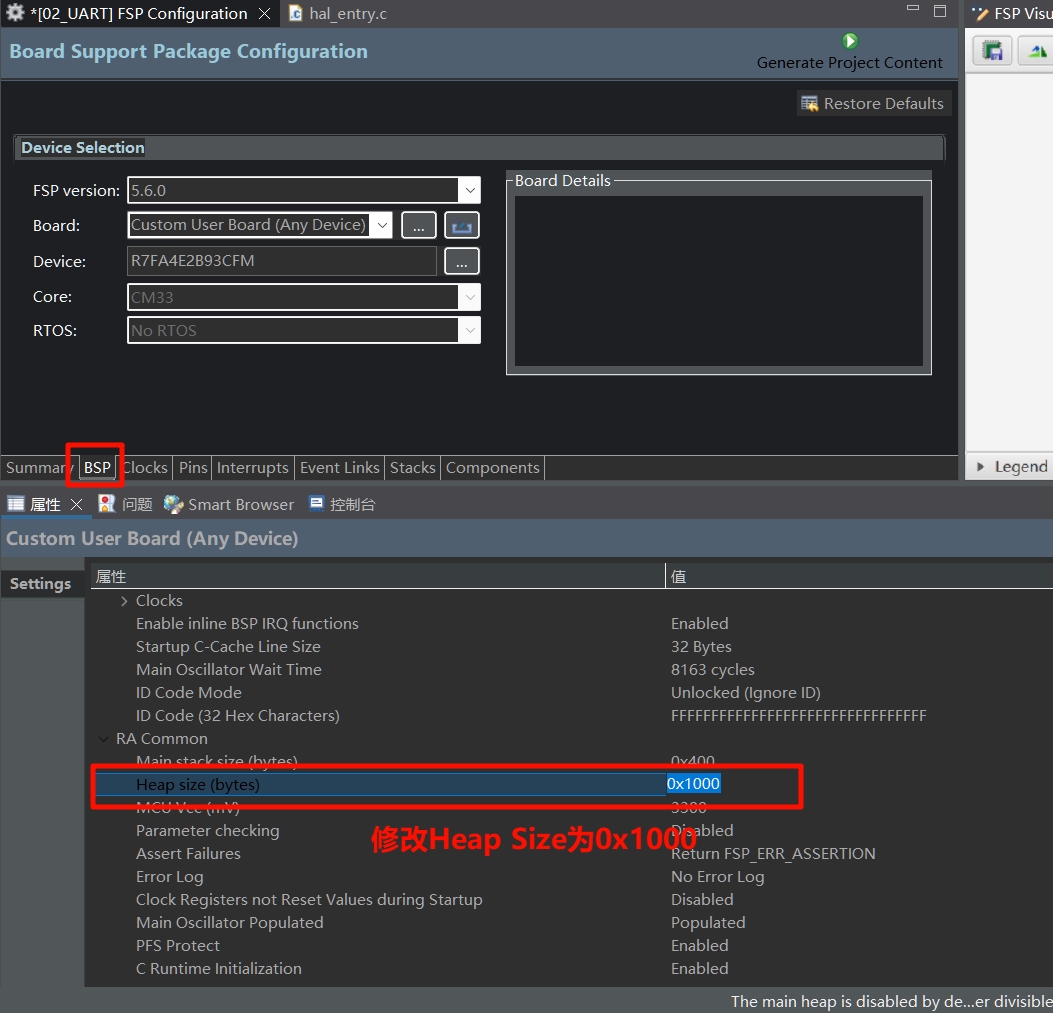 *[02_UART] FSP Configuration
hal_entry.c
FSP Visu
Board Support Package Configuration
Generate Project Content
Restore Defaults
Device Selection
FSP version: 5.6.0
Board Details
Board: Custom User Board (Any Device) ...
Device: R7FA4E2B93CFM ...
Core: CM33
RTOS: No RTOS
Summary BSP Clocks Pins Interrupts Event Links Stacks Components
Legend
属性 问题 Smart Browser 控制台
Custom User Board (Any Device)
Settings
属性 值
Clocks
Enable inline BSP IRQ functions Enabled
Startup C-Cache Line Size 32 Bytes
Main Oscillator Wait Time 8163 cycles
ID Code Mode Unlocked (Ignore ID)
ID Code (32 Hex Characters) FFFFFFFFFFFFFFFFFFFFFFFFFFFFFFFF
RA Common
Main stack size (bytes) 0x400
Heap size (bytes) 0x1000
MCU Vcc (mV) 3300
Parameter checking Disabled
修改Heap Size为0x1000
Assert Failures Return FSP_ERR_ASSERTION
Error Log No Error Log
Clock Registers not Reset Values during Startup Disabled
Main Oscillator Populated Populated
PFS Protect Enabled
C Runtime Initialization Enabled
The main heap is disabled by de...er divisible